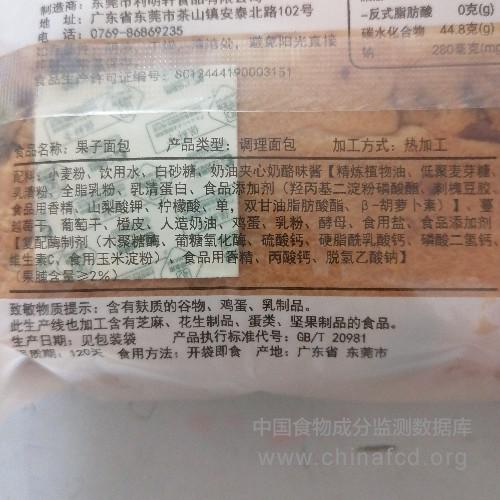 制造商：东莞市利明轩食品有限公司
地 址：广东省东莞市茶山镇安泰北路102号
电 话：0769-86869235
避免阳光直接
食品生产许可证编号：SC12444190003151
-反式脂肪酸 0克(g)
碳水化合物 44.8克(g)
钠 280毫克(mg
食品名称：果子面包 产品类型：调理面包 加工方式：热加工
配料：小麦粉、饮用水、白砂糖、奶油夹心奶酪味酱【精炼植物油、低聚麦芽糖、
乳清粉、全脂乳粉、乳清蛋白、食品添加剂（羟丙基二淀粉磷酸酯、刺槐豆胶、
食品用香精、山梨酸钾、柠檬酸、单，双甘油脂肪酸酯、β-胡萝卜素）】、蔓
越莓干、葡萄干、橙皮、人造奶油、鸡蛋、乳粉、酵母、食用盐、食品添加剂
【复配酶制剂（木聚糖酶、葡糖氧化酶、硫酸钙、硬脂酰乳酸钙、磷酸二氢钙、
维生素C、食用玉米淀粉）、食品用香精、丙酸钙、脱氢乙酸钠】
（果脯含量≥2%）
致敏物质提示：含有麸质的谷物、鸡蛋、乳制品。
此生产线也加工含有芝麻、花生制品、蛋类、坚果制品的食品。
生产日期：见包装袋 产品执行标准代号：GB/T 20981
保质期：120天 食用方法：开袋即食 产地：广东省 东莞市
中国食物成分监测数据库
www.chinafcd.org